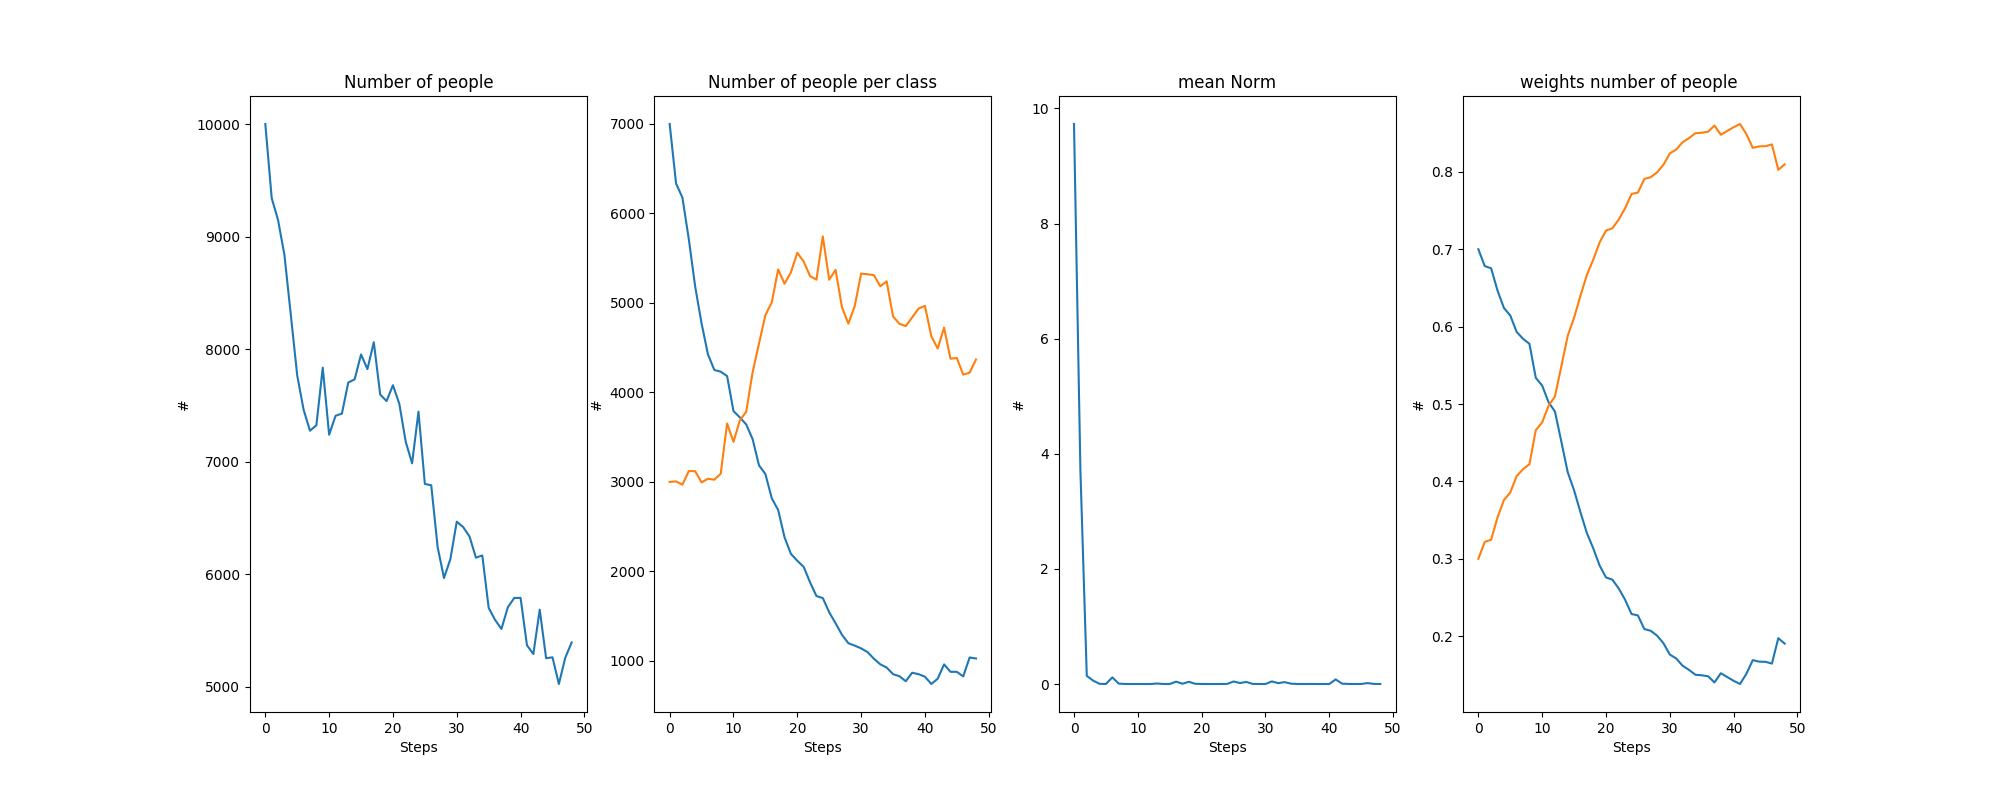 Number of people
10000
9000
8000
7000
6000
5000
#
0 10 20 30 40 50
Steps
Number of people per class
7000
6000
5000
4000
3000
2000
1000
#
0 10 20 30 40 50
Steps
mean Norm
10
8
6
4
2
0
#
0 10 20 30 40 50
Steps
weights number of people
0.8
0.7
0.6
0.5
0.4
0.3
0.2
#
0 10 20 30 40 50
Steps